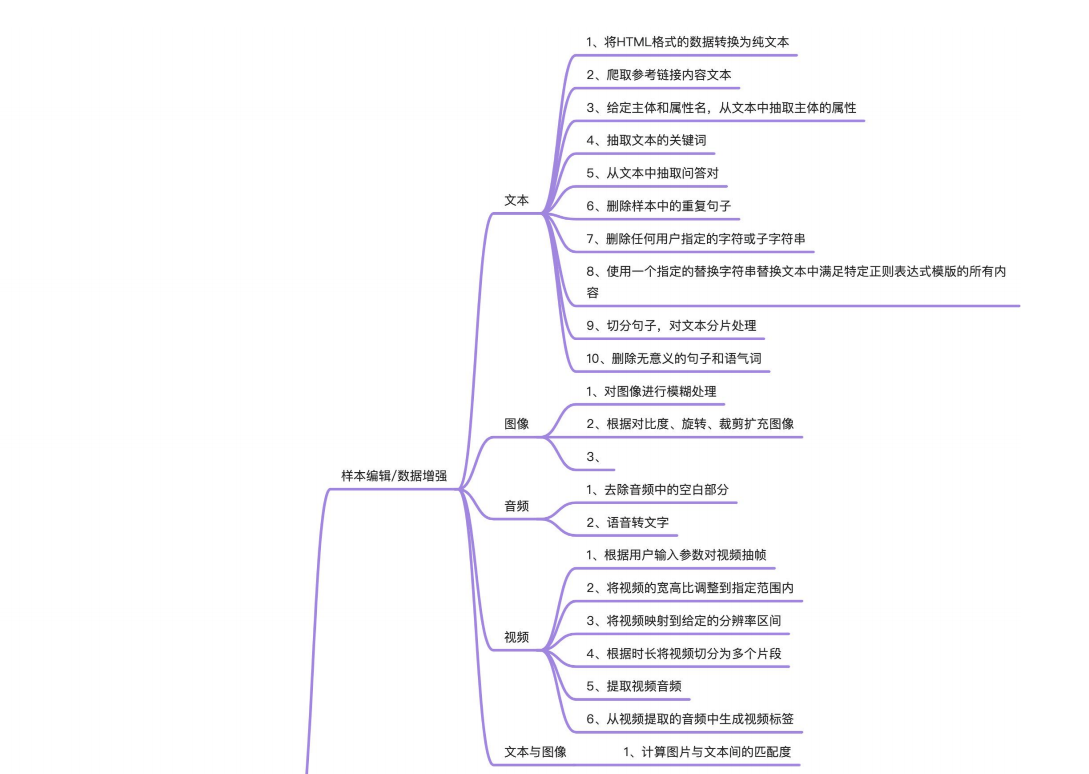 样本编辑/数据增强
文本
1、将HTML格式的数据转换为纯文本
2、爬取参考链接内容文本
3、给定主体和属性名，从文本中抽取主体的属性
4、抽取文本的关键词
5、从文本中抽取问答对
6、删除样本中的重复句子
7、删除任何用户指定的字符或子字符串
8、使用一个指定的替换字符串替换文本中满足特定正则表达式模版的所有内
容
9、切分句子，对文本分片处理
10、删除无意义的句子和语气词
图像
1、对图像进行模糊处理
2、根据对比度、旋转、裁剪扩充图像
3、
音频
1、去除音频中的空白部分
2、语音转文字
视频
1、根据用户输入参数对视频抽帧
2、将视频的宽高比调整到指定范围内
3、将视频映射到给定的分辨率区间
4、根据时长将视频切分为多个片段
5、提取视频音频
6、从视频提取的音频中生成视频标签
文本与图像
1、计算图片与文本间的匹配度